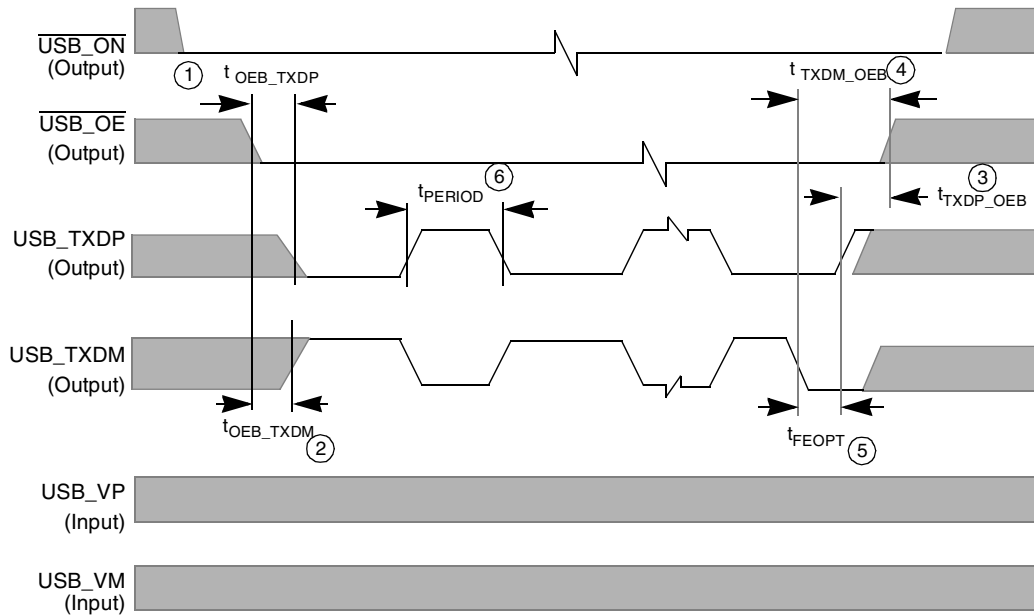 USB_ON
(Output)
1
t OEB_TXDP
t TXDM_OEB
4
USB_OE
(Output)
6
tPERIOD
3
tTXDP_OEB
USB_TXDP
(Output)
USB_TXDM
(Output)
tOEB_TXDM
2
tFEOPT
5
USB_VP
(Input)
USB_VM
(Input)